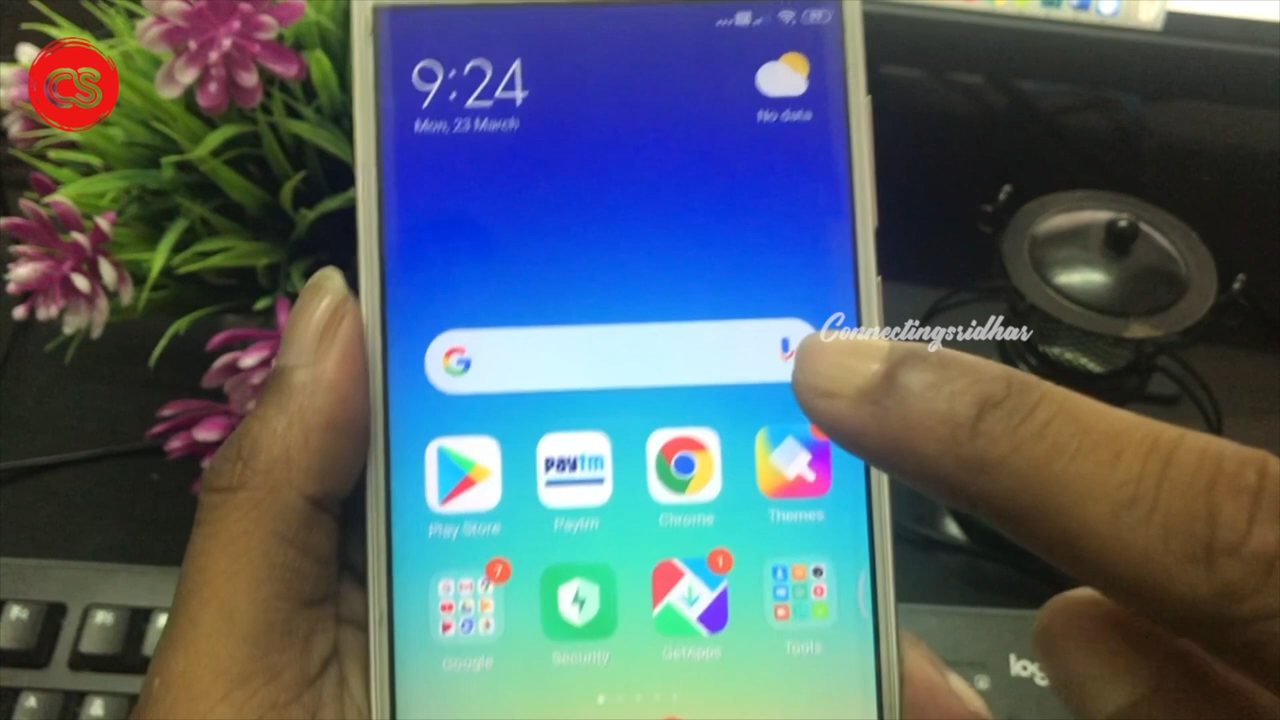 CS
9:24
Mon, 23 March
No data
Connectingsridhar
G
Play Store
paytm
Paytm
Chrome
Themes
7
1
Google
Security
GetApps
Tools